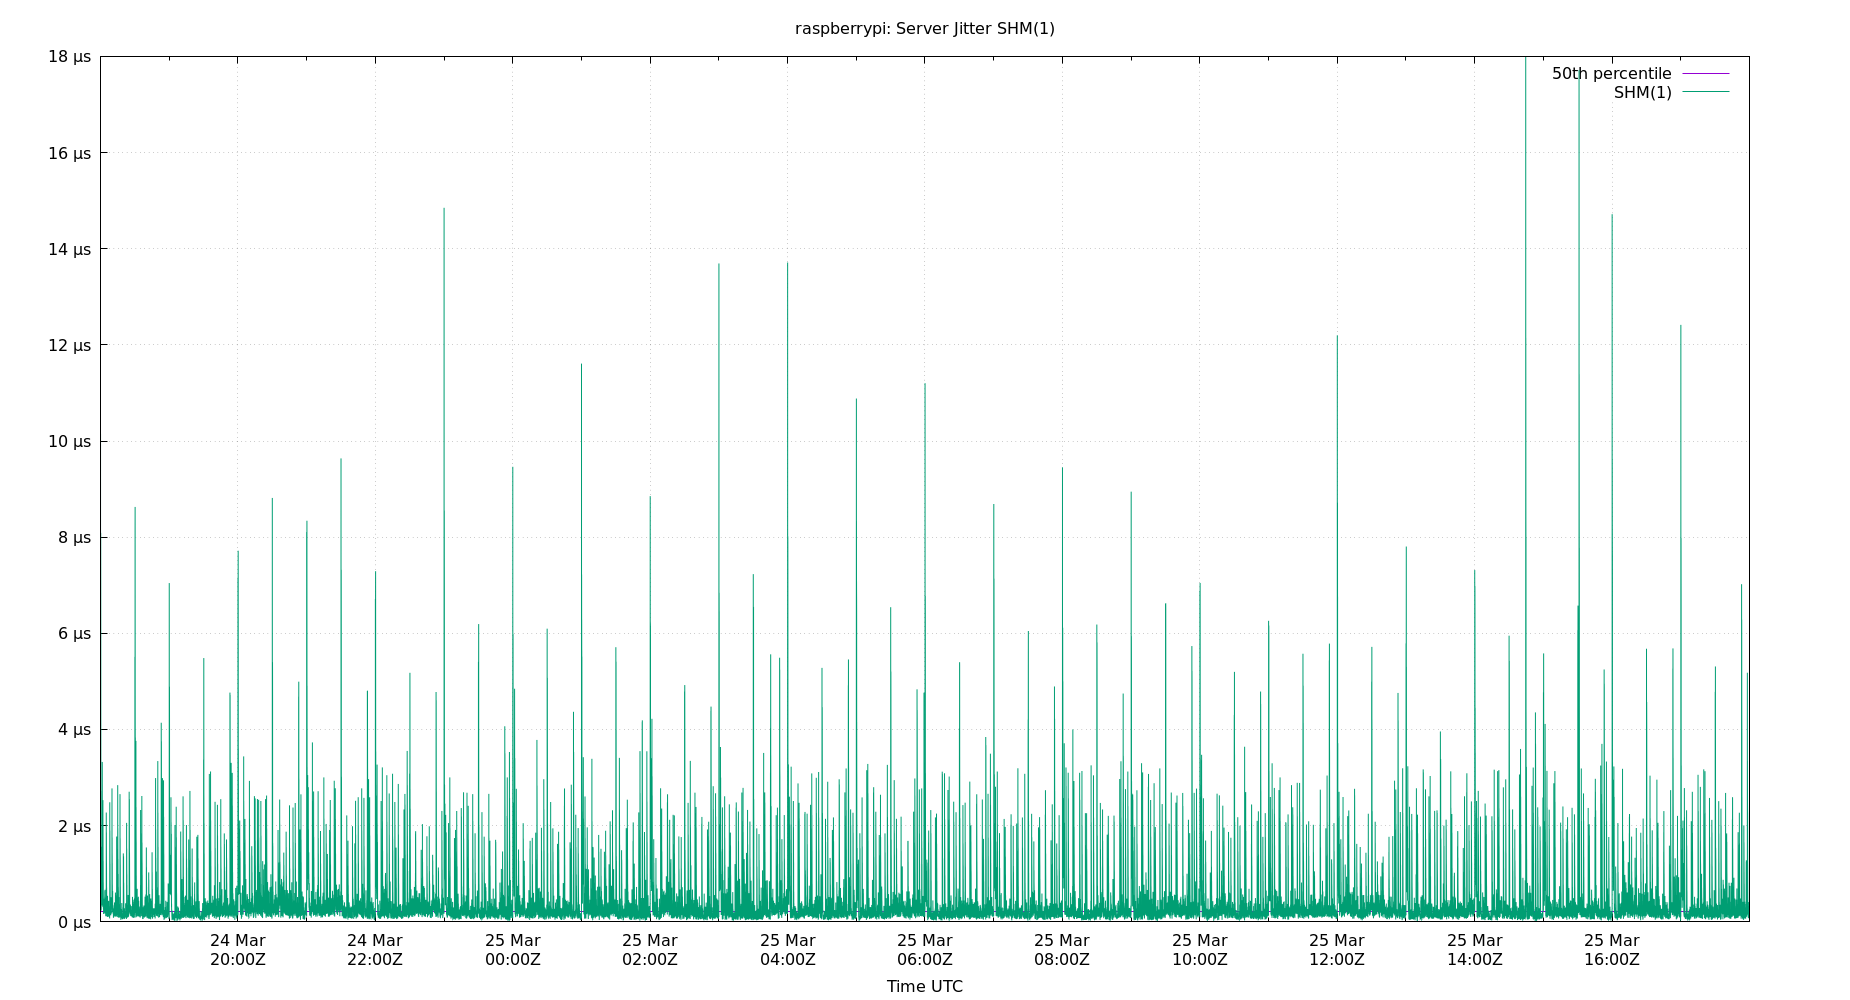 raspberrypi: Server Jitter SHM(1)
18 µs
16 µs
14 µs
12 µs
10 µs
8 µs
6 µs
4 µs
2 µs
0 µs
50th percentile
SHM(1)
24 Mar
20:00Z
24 Mar
22:00Z
25 Mar
00:00Z
25 Mar
02:00Z
25 Mar
04:00Z
25 Mar
06:00Z
25 Mar
08:00Z
25 Mar
10:00Z
25 Mar
12:00Z
25 Mar
14:00Z
25 Mar
16:00Z
Time UTC